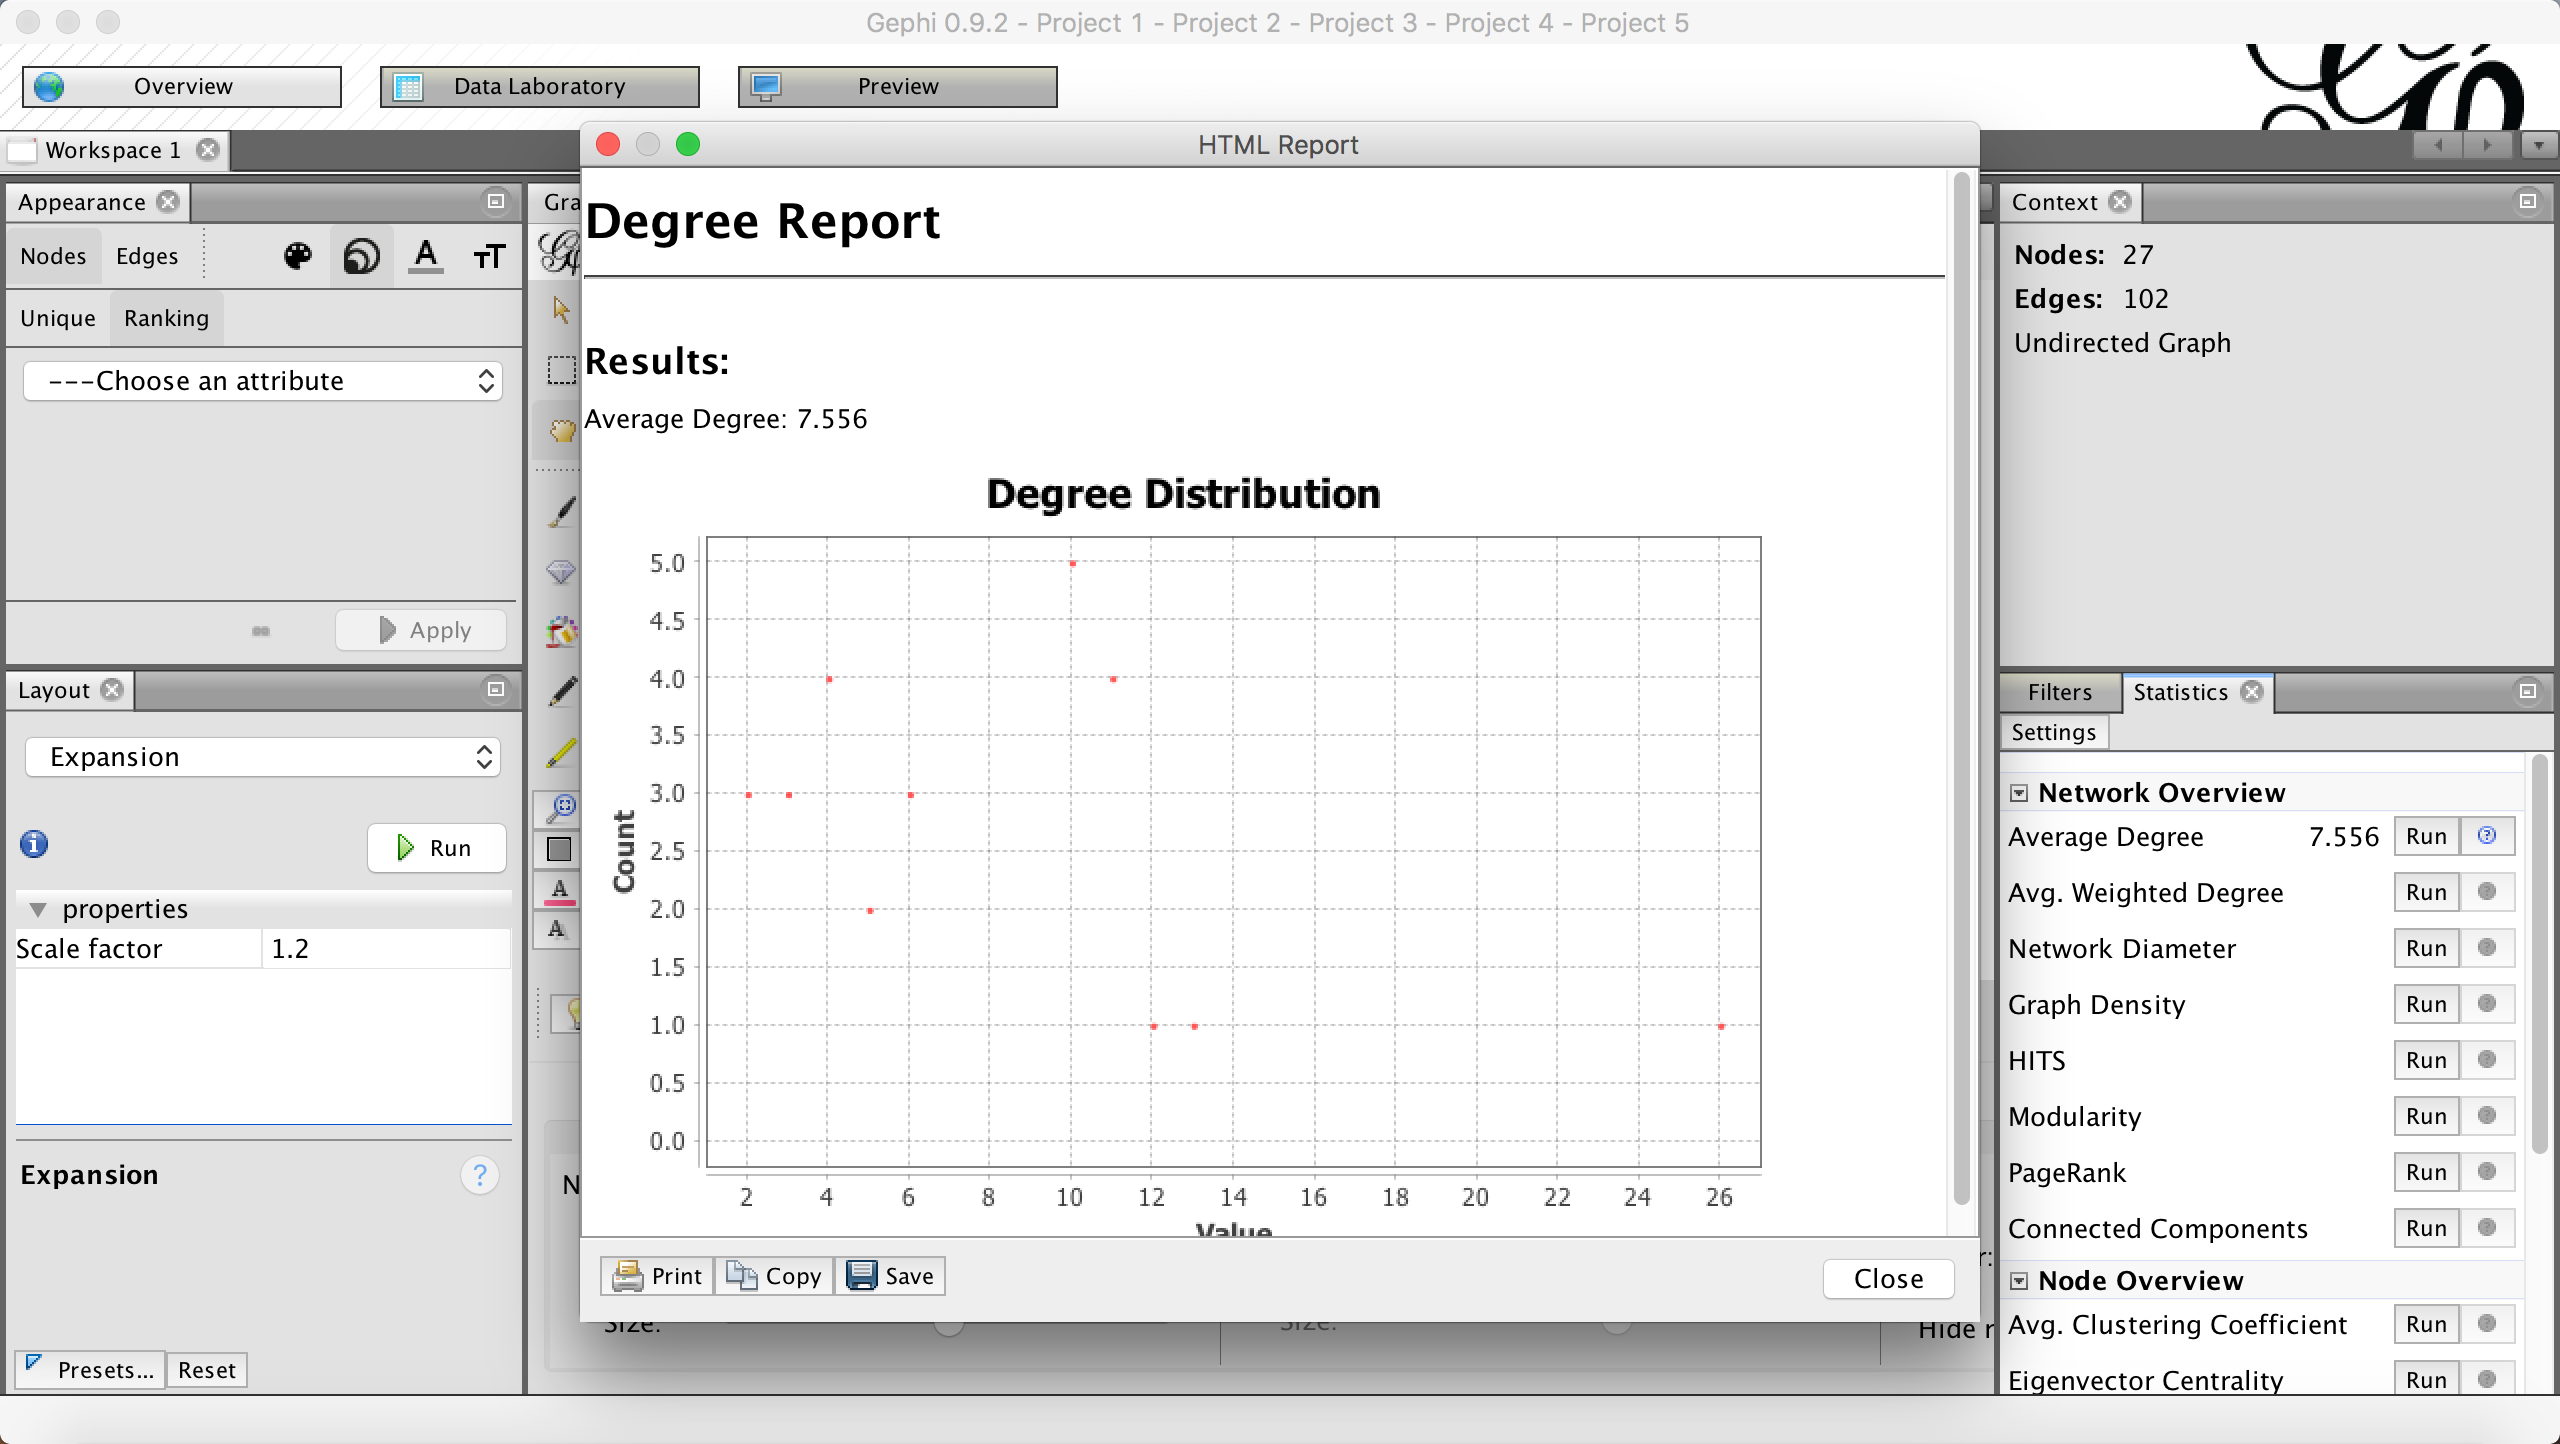 Gephi 0.9.2 - Project 1 - Project 2 - Project 3 - Project 4 - Project 5
Overview
Data Laboratory
Preview
Workspace 1
HTML Report
Appearance
Nodes Edges
Unique Ranking
---Choose an attribute
Apply
Layout
Expansion
Run
properties
Scale factor 1.2
Expansion
Presets... Reset
Degree Report
Results:
Average Degree: 7.556
Degree Distribution
5.0
4.5
4.0
3.5
3.0
2.5
2.0
1.5
1.0
0.5
0.0
Count
2 4 6 8 10 12 14 16 18 20 22 24 26
Value
Print Copy Save Close
Size:
Size:
Context
Nodes: 27
Edges: 102
Undirected Graph
Filters Statistics
Settings
Network Overview
Average Degree 7.556 Run
Avg. Weighted Degree Run
Network Diameter Run
Graph Density Run
HITS Run
Modularity Run
PageRank Run
Connected Components Run
Node Overview
Avg. Clustering Coefficient Run
Eigenvector Centrality Run
Hide